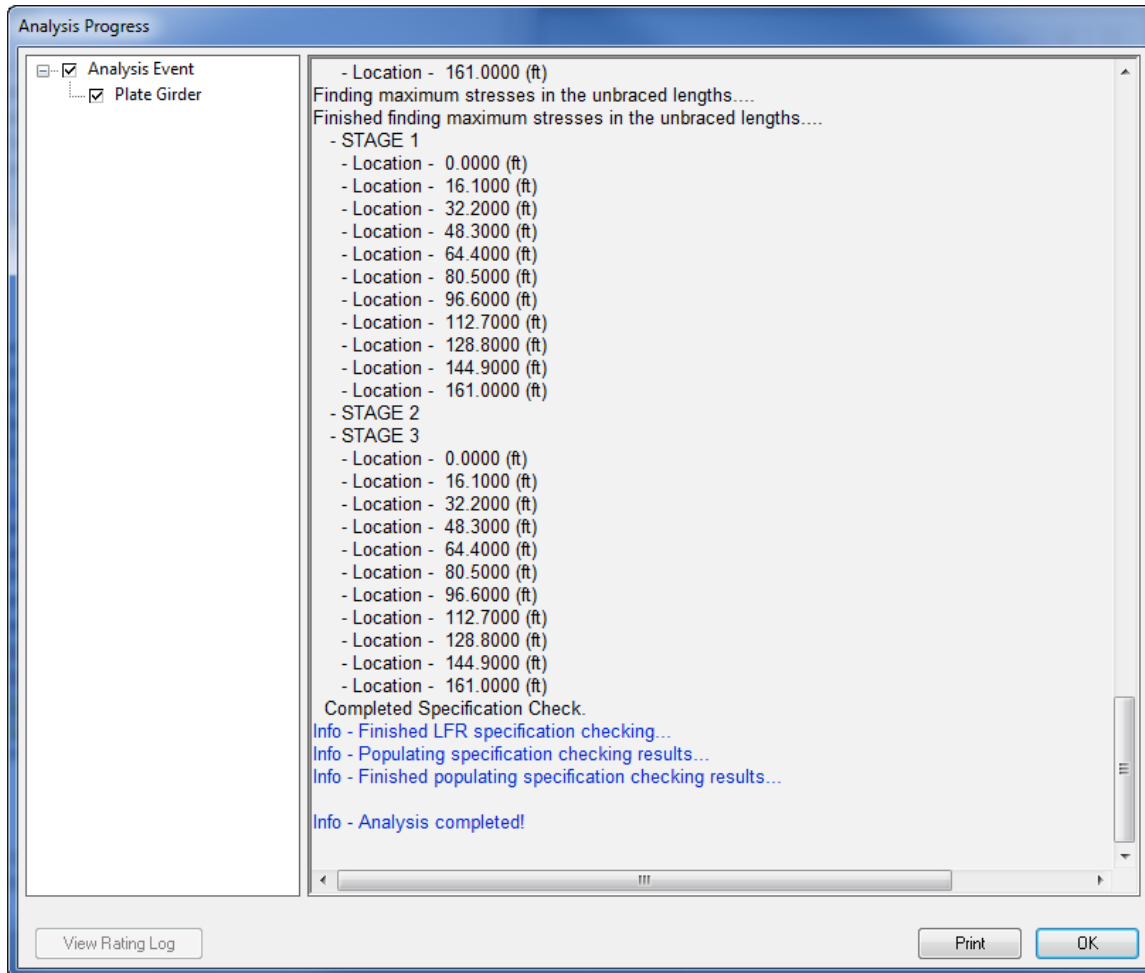 Analysis Progress
Analysis Event
Plate Girder
- Location - 161.0000 (ft)
Finding maximum stresses in the unbraced lengths....
Finished finding maximum stresses in the unbraced lengths....
- STAGE 1
- Location - 0.0000 (ft)
- Location - 16.1000 (ft)
- Location - 32.2000 (ft)
- Location - 48.3000 (ft)
- Location - 64.4000 (ft)
- Location - 80.5000 (ft)
- Location - 96.6000 (ft)
- Location - 112.7000 (ft)
- Location - 128.8000 (ft)
- Location - 144.9000 (ft)
- Location - 161.0000 (ft)
- STAGE 2
- STAGE 3
- Location - 0.0000 (ft)
- Location - 16.1000 (ft)
- Location - 32.2000 (ft)
- Location - 48.3000 (ft)
- Location - 64.4000 (ft)
- Location - 80.5000 (ft)
- Location - 96.6000 (ft)
- Location - 112.7000 (ft)
- Location - 128.8000 (ft)
- Location - 144.9000 (ft)
- Location - 161.0000 (ft)
Completed Specification Check.
Info - Finished LFR specification checking...
Info - Populating specification checking results...
Info - Finished populating specification checking results...
Info - Analysis completed!
View Rating Log
Print
OK